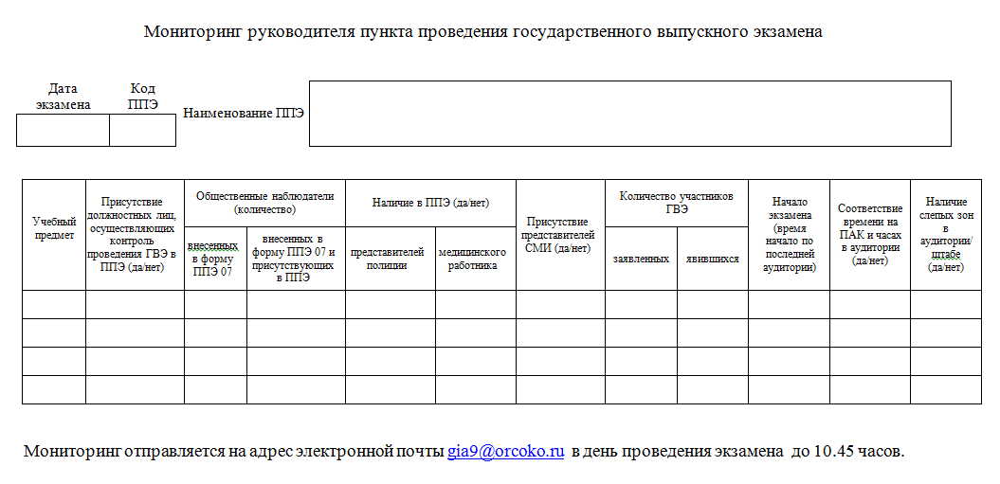 Мониторинг руководителя пункта проведения государственного выпускного экзамена
Дата
экзамена
Код
ППЭ
Наименование ППЭ
Учебный
предмет
Присутствие
должностных лиц,
осуществляющих
контроль
проведения ГВЭ в
ППЭ (да/нет)
Общественные наблюдатели
(количество)
внесенных
в форму
ППЭ 07
внесенных в
форму ППЭ 07 и
присутствующих
в ППЭ
Наличие в ППЭ (да/нет)
представителей
полиции
медицинского
работника
Присутствие
представителей
СМИ (да/нет)
Количество участников
ГВЭ
заявленных
явившихся
Начало
экзамена
(время
начало по
последней
аудитории)
Соответствие
времени на
ПАК и часах
в аудитории
(да/нет)
Наличие
слепых зон
в
аудитории/
штабе
(да/нет)
Мониторинг отправляется на адрес электронной почты gia9@orcoko.ru в день проведения экзамена до 10.45 часов.